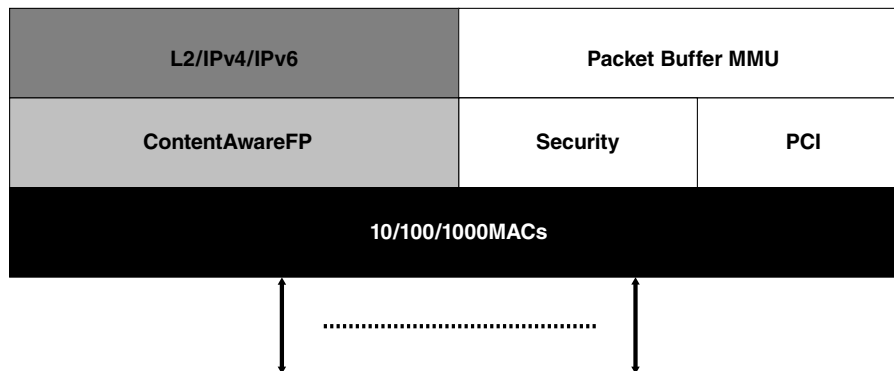 L2/IPv4/IPv6
Packet Buffer MMU
ContentAwareFP
Security
PCI
10/100/1000MACs